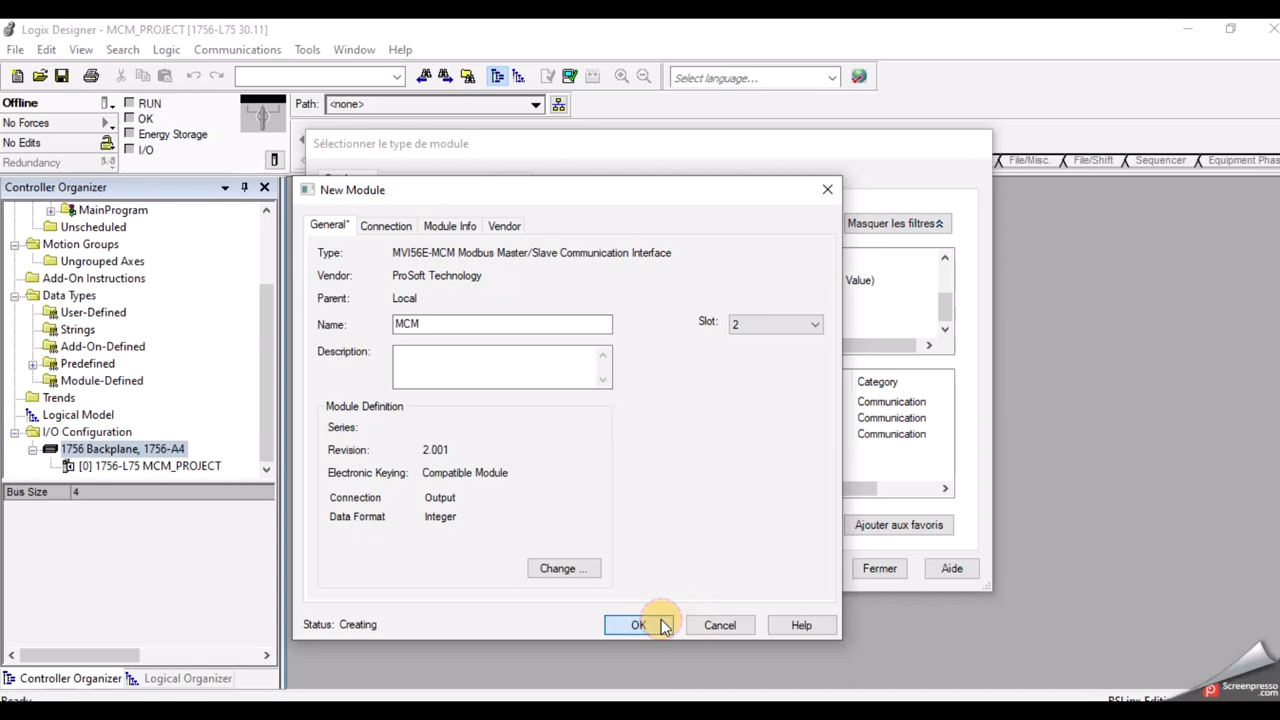 Logix Designer - MCM_PROJECT [1756-L75 30.11]
File Edit View Search Logic Communications Tools Window Help
Select language...
Offline
No Forces
No Edits
Redundancy
RUN
OK
Energy Storage
I/O
Path: <none>
File/Misc. File/Shift Sequencer Equipment Phas
Controller Organizer
MainProgram
Unscheduled
Motion Groups
Ungrouped Axes
Add-On Instructions
Data Types
User-Defined
Strings
Add-On-Defined
Predefined
Module-Defined
Trends
Logical Model
I/O Configuration
1756 Backplane, 1756-A4
[0] 1756-L75 MCM_PROJECT
Bus Size 4
Controller Organizer Logical Organizer
Sélectionner le type de module
Masquer les filtres
Value)
Category
Communication
Communication
Communication
Ajouter aux favoris
Fermer Aide
New Module
General* Connection Module Info Vendor
Type: MVI56E-MCM Modbus Master/Slave Communication Interface
Vendor: ProSoft Technology
Parent: Local
Name: MCM
Slot: 2
Description:
Module Definition
Series:
Revision: 2.001
Electronic Keying: Compatible Module
Connection Output
Data Format Integer
Change ...
Status: Creating
OK Cancel Help
Screenpresso
.com